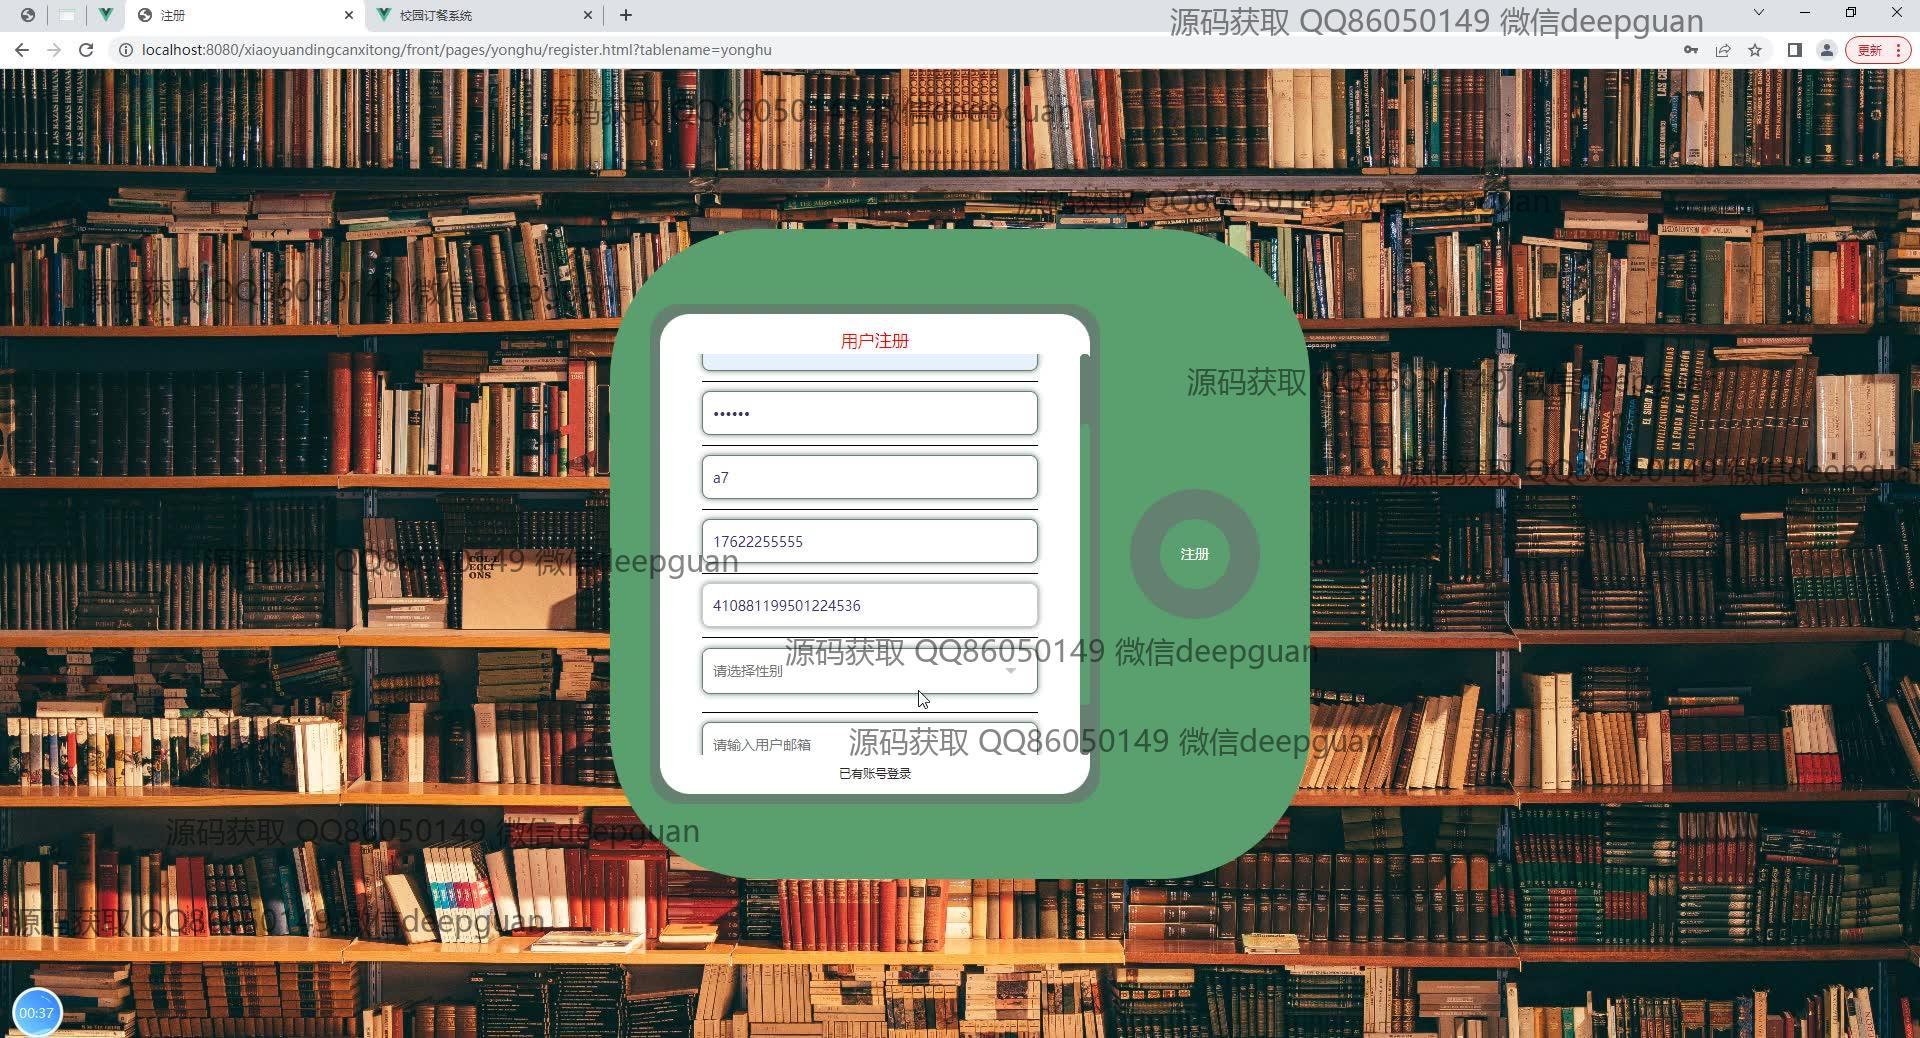 注册
校园订餐系统
源码获取 QQ86050149 微信deepguan
localhost:8080/xiaoyuandingcanxitong/front/pages/yonghu/register.html?tablename=yonghu
更新
源码获取 QQ86050149 微信deepguan
源码获取 QQ86050149 微信deepguan
源码获取 QQ86050149 微信deepguan
用户注册
••••••
源码获取 QQ86050149 微信deepguan
a7
源码获取 QQ86050149 微信deepguan
17622255555
注册
源码获取 QQ86050149 微信deepguan
COLL
ECCI
ONS
410881199501224536
源码获取 QQ86050149 微信deepguan
请选择性别
请输入用户邮箱
源码获取 QQ86050149 微信deepguan
已有账号登录
源码获取 QQ86050149 微信deepguan
源码获取 QQ86050149 微信deepguan
00:37